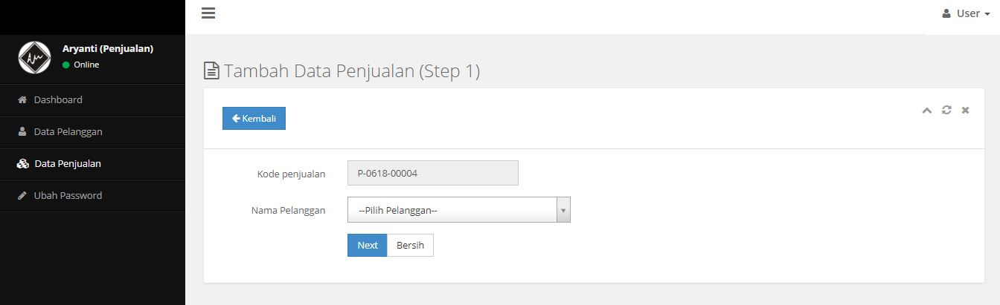 User
Aryanti (Penjualan)
Online
Dashboard
Data Pelanggan
Data Penjualan
Ubah Password
Tambah Data Penjualan (Step 1)
Kembali
Kode penjualan P-0618-00004
Nama Pelanggan --Pilih Pelanggan--
Next Bersih